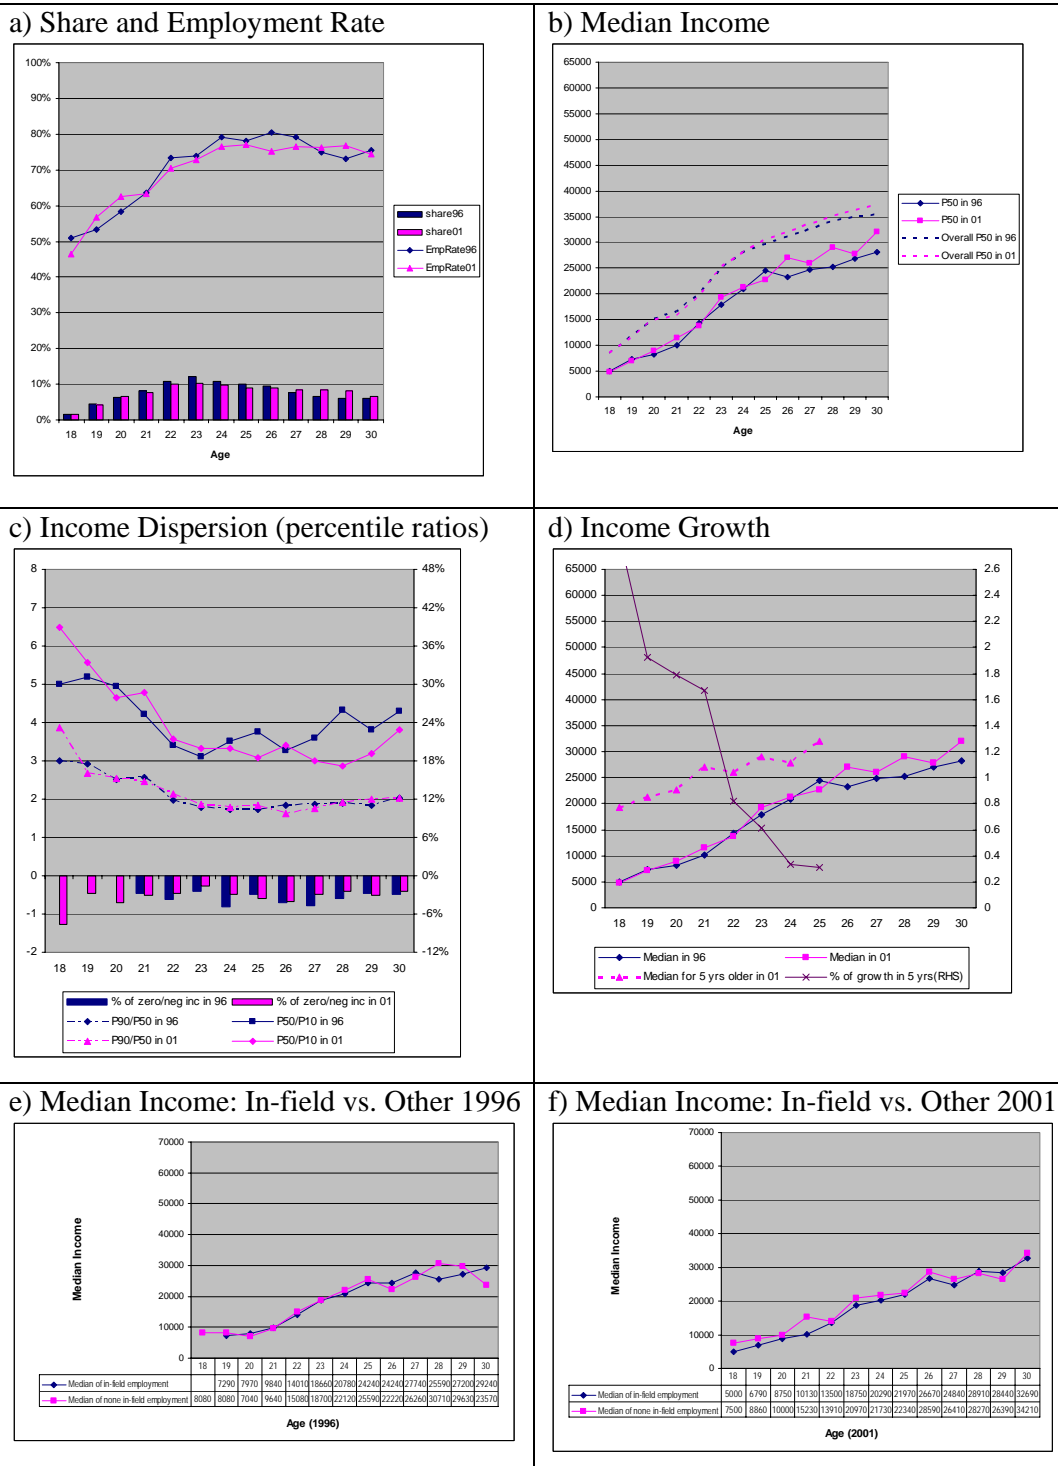 a) Share and Employment Rate
100%
90%
80%
70%
60%
50%
40%
30%
20%
10%
0%
18 19 20 21 22 23 24 25 26 27 28 29 30
Age
share96
share01
EmpRate96
EmpRate01
b) Median Income
65000
60000
55000
50000
45000
40000
35000
30000
25000
20000
15000
10000
5000
0
18 19 20 21 22 23 24 25 26 27 28 29 30
Age
P50 in 96
P50 in 01
Overall P50 in 96
Overall P50 in 01
c) Income Dispersion (percentile ratios)
8 48%
7 42%
6 36%
5 30%
4 24%
3 18%
2 12%
1 6%
0 0%
-1 -6%
-2 -12%
18 19 20 21 22 23 24 25 26 27 28 29 30
% of zero/neg inc in 96 % of zero/neg inc in 01
P90/P50 in 96 P50/P10 in 96
P90/P50 in 01 P50/P10 in 01
d) Income Growth
65000 2.6
60000 2.4
55000 2.2
50000 2
45000 1.8
40000 1.6
35000 1.4
30000 1.2
25000 1
20000 0.8
15000 0.6
10000 0.4
5000 0.2
0 0
18 19 20 21 22 23 24 25 26 27 28 29 30
Median in 96 Median in 01
Median for 5 yrs older in 01 % of growth in 5 yrs(RHS)
e) Median Income: In-field vs. Other 1996
Median Income
70000
60000
50000
40000
30000
20000
10000
0
18 19 20 21 22 23 24 25 26 27 28 29 30
Median of in-field employment 7290 7970 9840 14010 18660 20780 24240 24240 27740 25590 27200 29240
Median of none in-field employment 8080 8080 7040 9640 15080 18700 22120 25590 22220 26260 30710 29630 23570
Age (1996)
f) Median Income: In-field vs. Other 2001
Median Income
70000
60000
50000
40000
30000
20000
10000
0
18 19 20 21 22 23 24 25 26 27 28 29 30
Median of in-field employment 5000 6790 8750 10130 13500 18750 20290 21970 26670 24840 28910 28440 32690
Median of none in-field employment 7500 8860 10000 15230 13910 20970 21730 22340 28590 26410 28270 26390 34210
Age (2001)